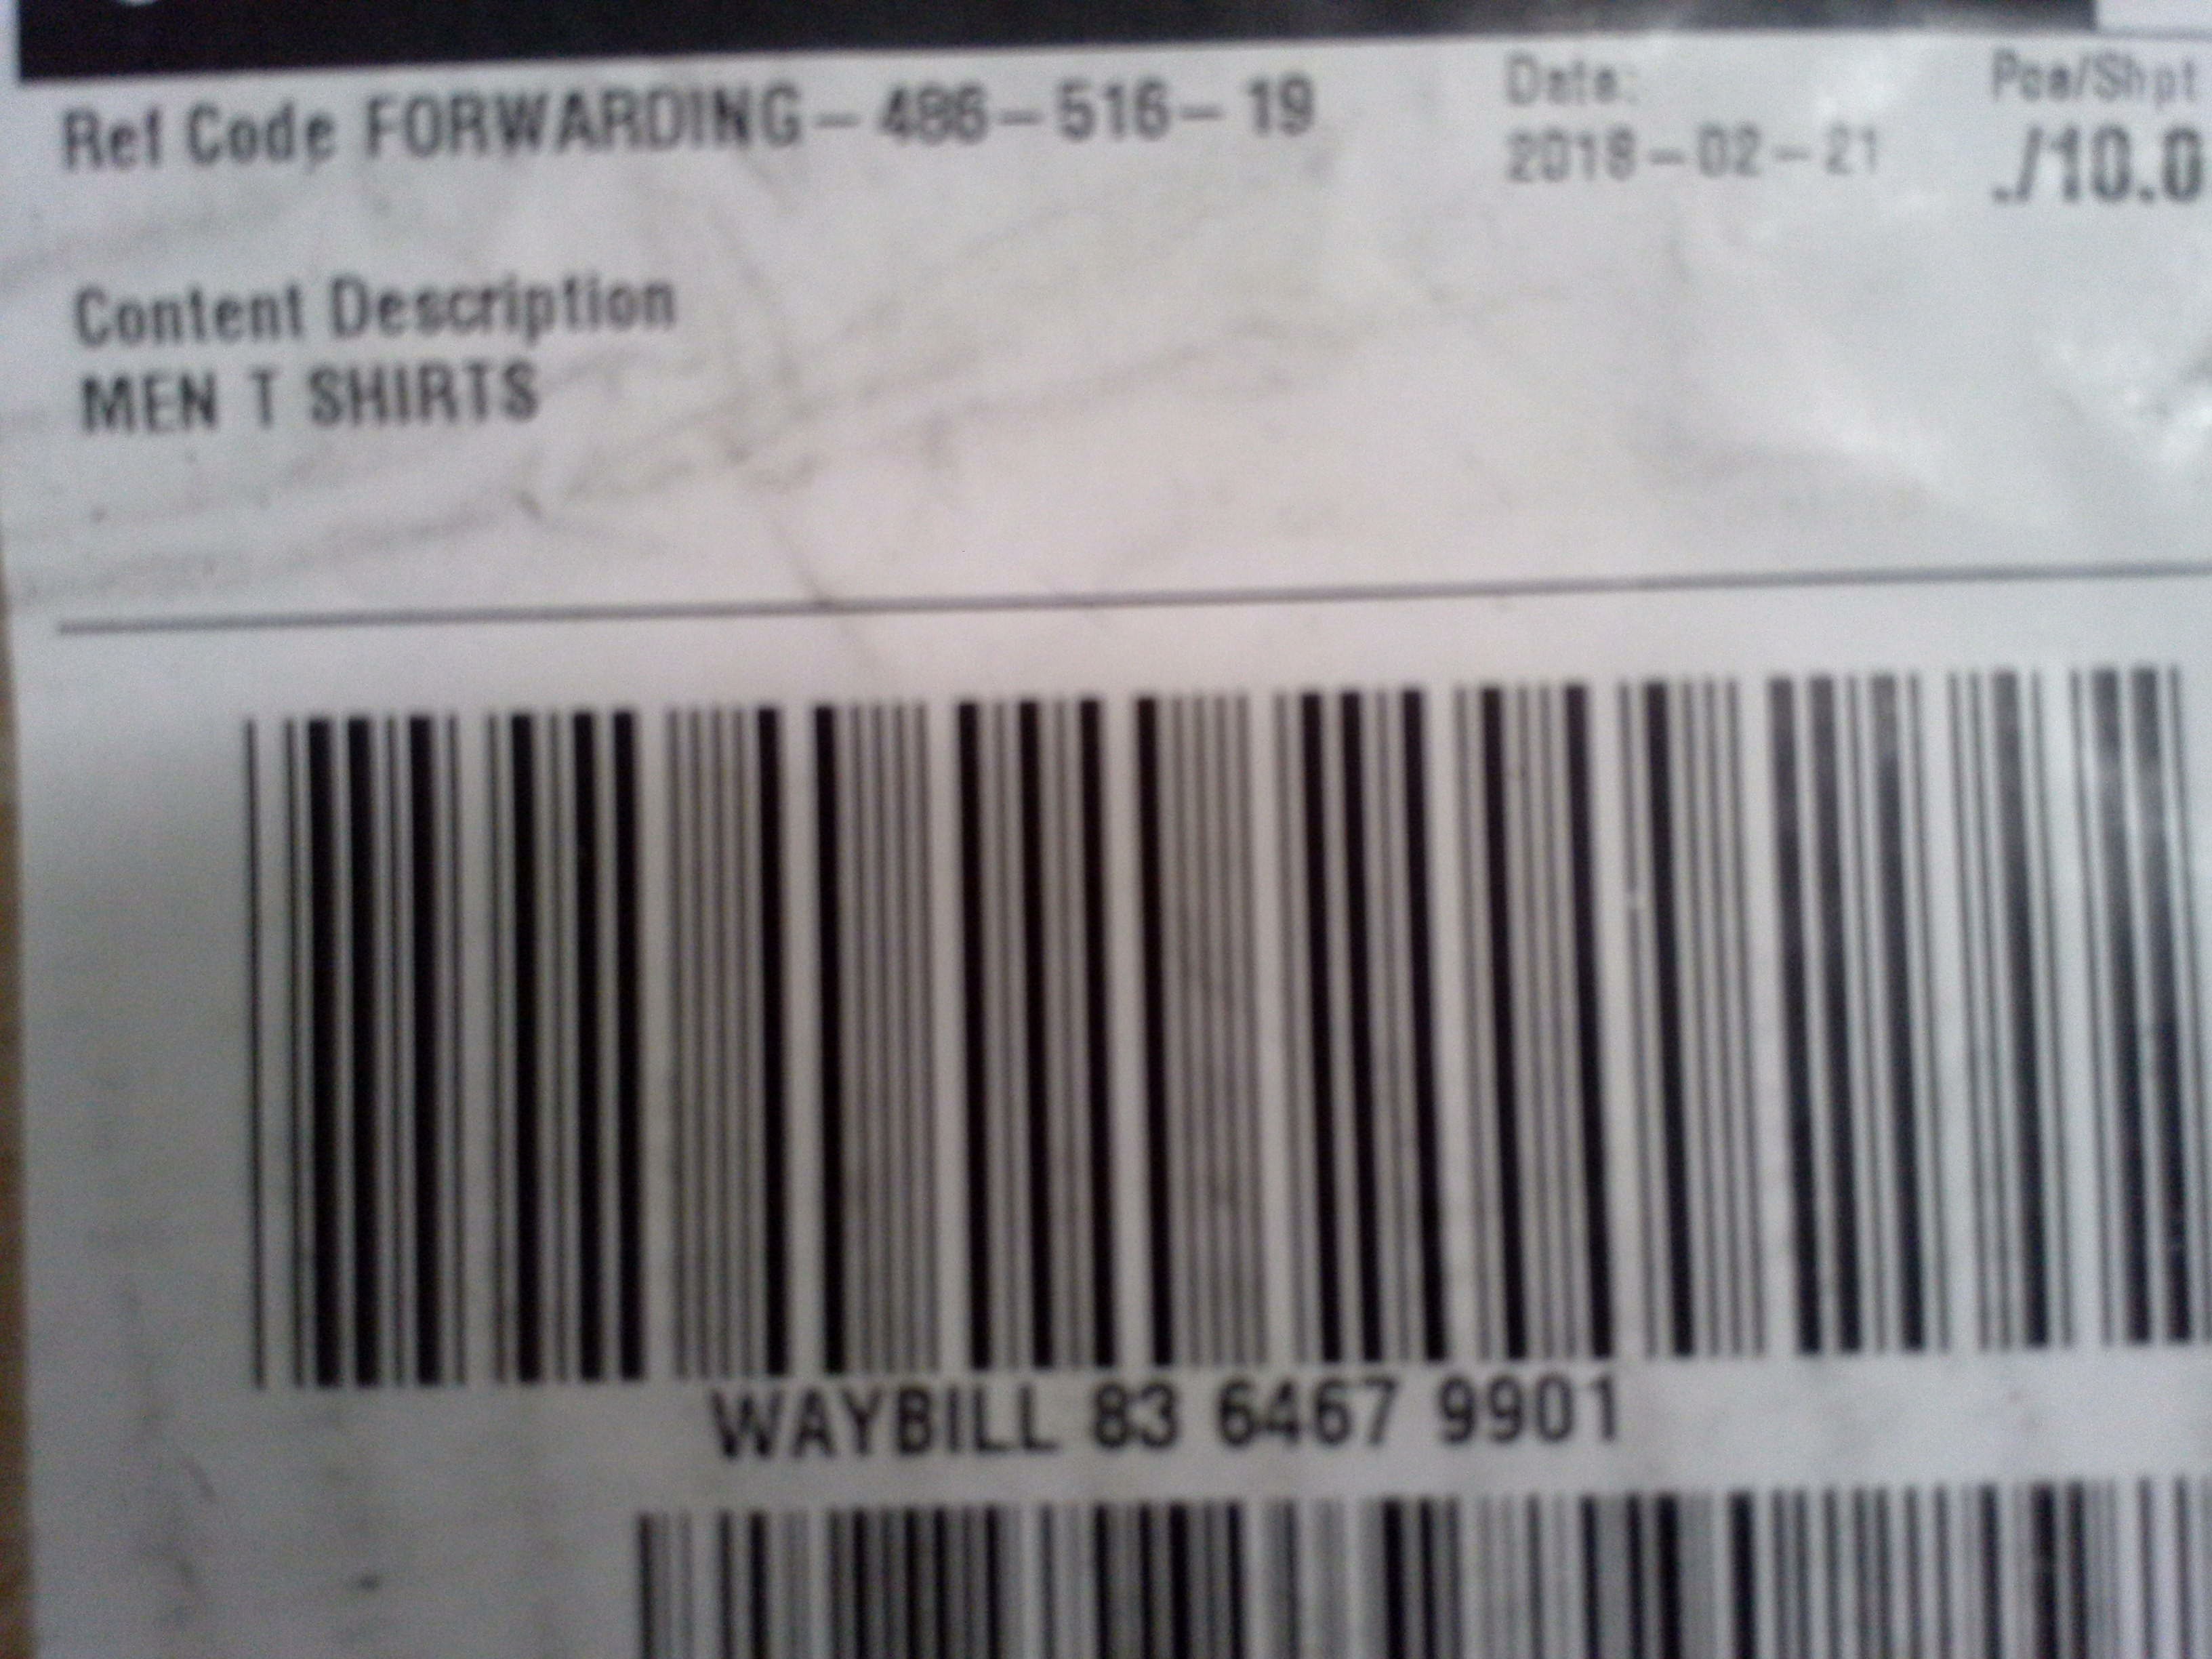 Ref Code FORWARDING-486-516-19
Date:
2018-02-21
Pce/Shpt
./10.0
Content Description
MEN T SHIRTS
WAYBILL 83 6467 9901